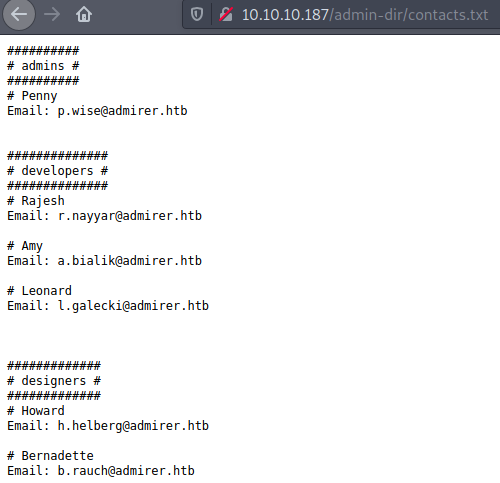 10.10.10.187/admin-dir/contacts.txt
##########
# admins #
##########
# Penny
Email: p.wise@admirer.htb
##############
# developers #
##############
# Rajesh
Email: r.nayyar@admirer.htb
# Amy
Email: a.bialik@admirer.htb
# Leonard
Email: l.galecki@admirer.htb
#############
# designers #
#############
# Howard
Email: h.helberg@admirer.htb
# Bernadette
Email: b.rauch@admirer.htb